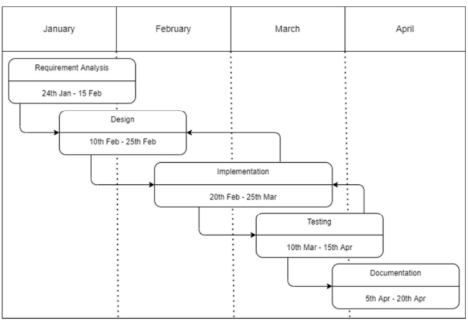 January
February
March
April
Requirement Analysis
24th Jan - 15 Feb
Design
10th Feb - 25th Feb
Implementation
20th Feb - 25th Mar
Testing
10th Mar - 15th Apr
Documentation
5th Apr - 20th Apr